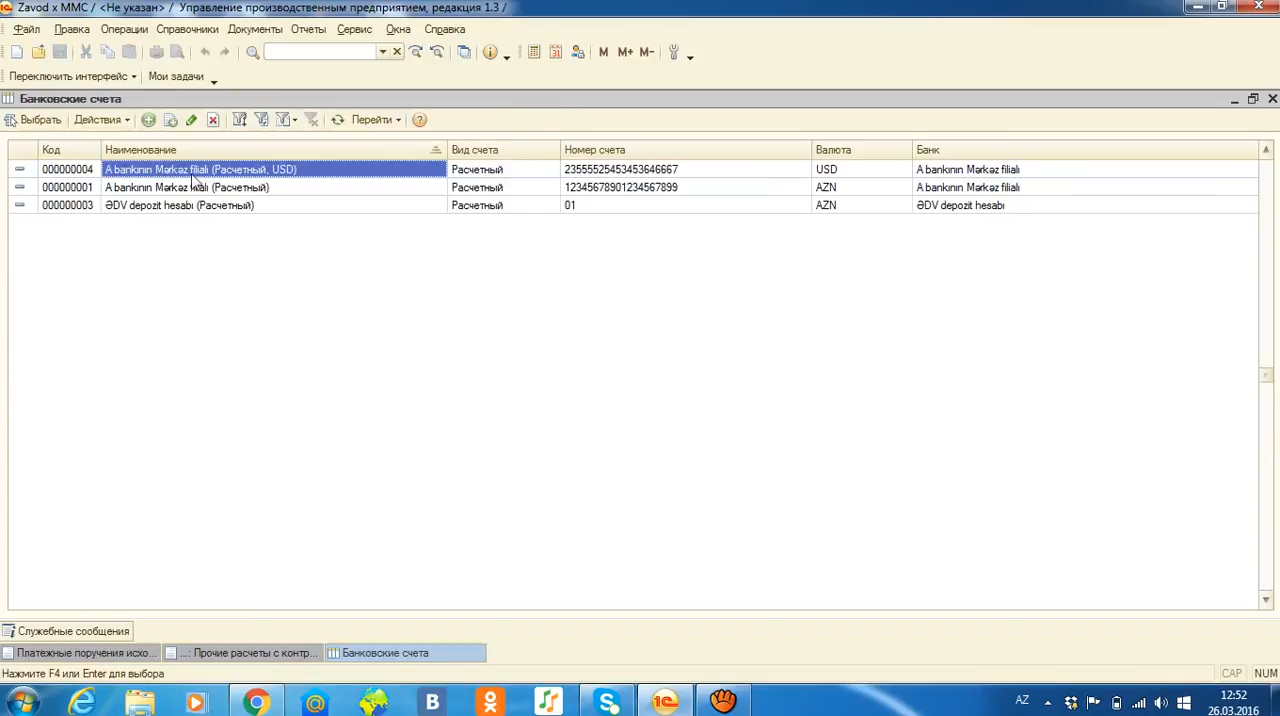 Zavod x MMC / <Не указан> / Управление производственным предприятием, редакция 1.3 /
Файл Правка Операции Справочники Документы Отчеты Сервис Окна Справка
M M+ M-
Переключить интерфейс Мои задачи
Банковские счета
Выбрать Действия Перейти
Код Наименование Вид счета Номер счета Валюта Банк
000000004 A bankının Mərkəz filialı (Расчетный, USD) Расчетный 23555525453453646667 USD A bankının Mərkəz filialı
000000001 A bankının Mərkəz filialı (Расчетный) Расчетный 12345678901234567899 AZN A bankının Mərkəz filialı
000000003 ƏDV depozit hesabı (Расчетный) Расчетный 01 AZN ƏDV depozit hesabı
Служебные сообщения
Платежные поручения исхо... ...: Прочие расчеты с контр... Банковские счета
Нажмите F4 или Enter для выбора
CAP NUM
AZ 12:52
26.03.2016